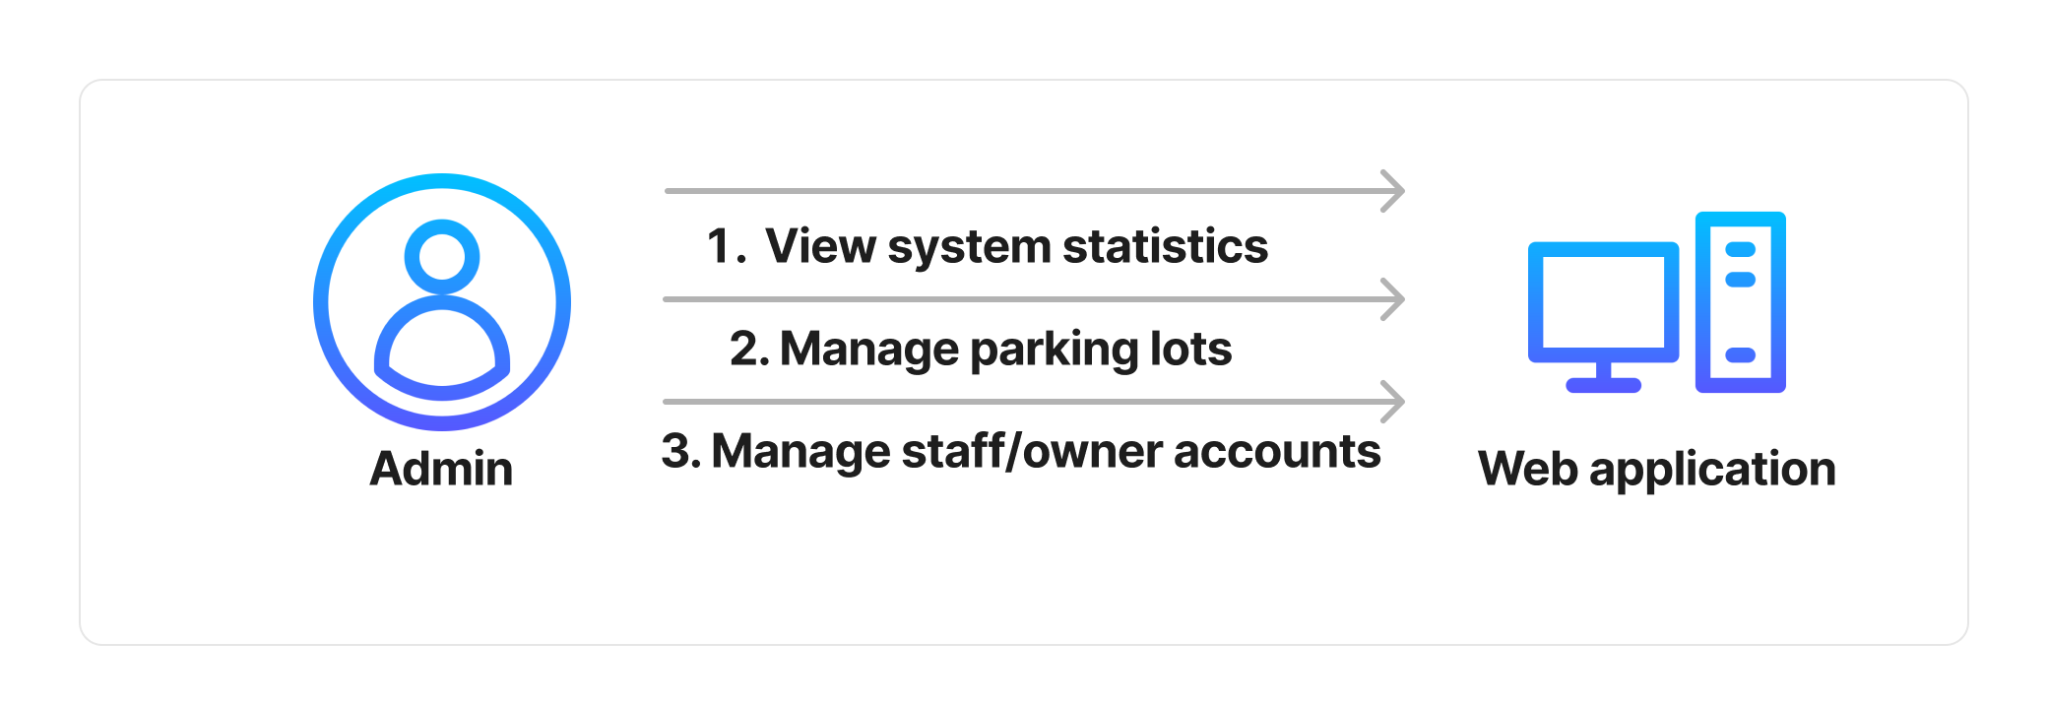 1. View system statistics
2. Manage parking lots
3. Manage staff/owner accounts
Admin
Web application